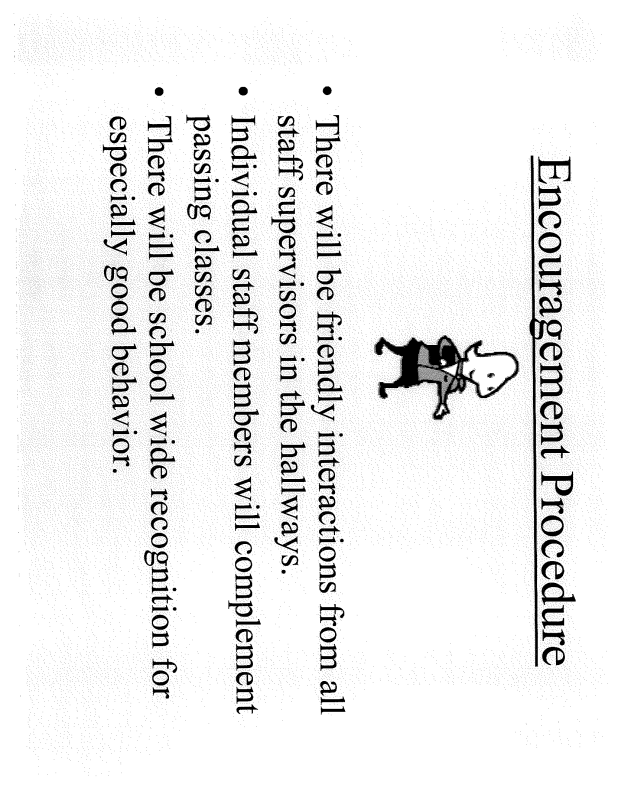 Encouragement Procedure
• There will be friendly interactions from all
staff supervisors in the hallways.
• Individual staff members will complement
passing classes.
• There will be school wide recognition for
especially good behavior.